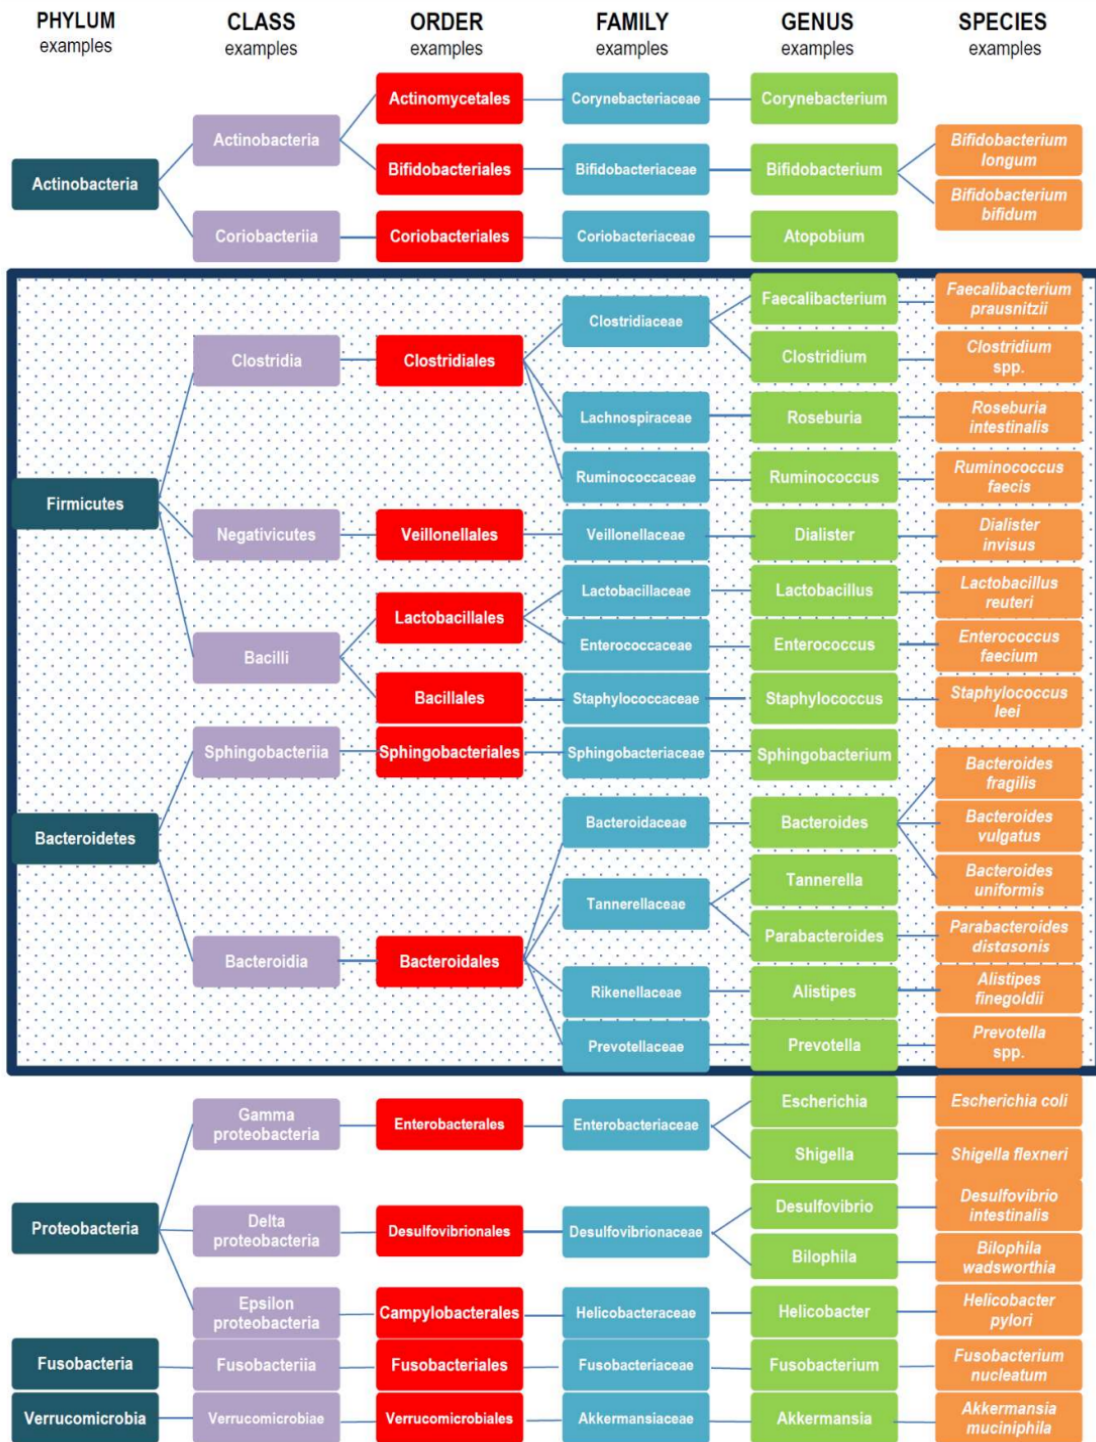 PHYLUM CLASS ORDER FAMILY GENUS SPECIES
examples examples examples examples examples examples
Actinomycetales Corynebacteriaceae Corynebacterium
Actinobacteria
Bifidobacterium
longum
Bifidobacteriales Bifidobacteriaceae Bifidobacterium
Actinobacteria
Bifidobacterium
bifidum
Coriobacteriia Coriobacteriales Coriobacteriaceae Atopobium
Faecalibacterium
Faecalibacterium
prausnitzii
Clostridiaceae
Clostridia Clostridiales Clostridium
Clostridium
spp.
Lachnospiraceae Roseburia
Roseburia
intestinalis
Ruminococcaceae Ruminococcus
Ruminococcus
faecis
Firmicutes
Negativicutes Veillonellales Veillonellaceae Dialister
Dialister
invisus
Lactobacillaceae Lactobacillus
Lactobacillus
reuteri
Lactobacillales
Enterococcaceae Enterococcus
Enterococcus
faecium
Bacilli
Bacillales Staphylococcaceae Staphylococcus
Staphylococcus
leei
Sphingobacteriia Sphingobacteriales Sphingobacteriaceae Sphingobacterium
Bacteroides
fragilis
Bacteroidetes
Bacteroidaceae Bacteroides
Bacteroides
vulgatus
Bacteroides
uniformis
Tannerella
Tannerellaceae
Parabacteroides
Parabacteroides
distasonis
Bacteroidia Bacteroidales
Rikenellaceae Alistipes
Alistipes
finegoldii
Prevotellaceae Prevotella
Prevotella
spp.
Escherichia Escherichia coli
Gamma
proteobacteria
Enterobacterales Enterobacteriaceae
Shigella Shigella flexneri
Desulfovibrio
Desulfovibrio
intestinalis
Proteobacteria
Delta
proteobacteria
Desulfovibrionales Desulfovibrionaceae
Bilophila
Bilophila
wadsworthia
Epsilon
proteobacteria
Campylobacterales Helicobacteraceae Helicobacter
Helicobacter
pylori
Fusobacteria Fusobacteriia Fusobacteriales Fusobacteriaceae Fusobacterium
Fusobacterium
nucleatum
Verrucomicrobia Verrucomicrobiae Verrucomicrobiales Akkermansiaceae Akkermansia
Akkermansia
muciniphila